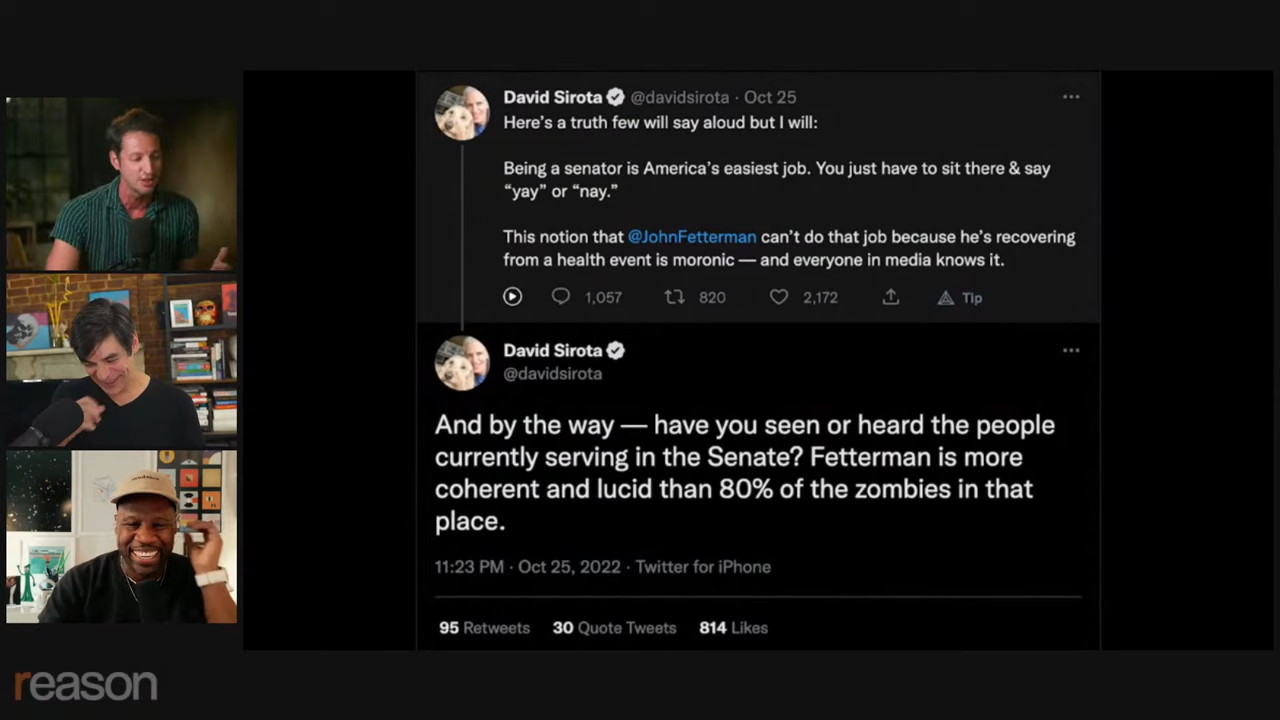 David Sirota @davidsirota · Oct 25
Here's a truth few will say aloud but I will:
Being a senator is America's easiest job. You just have to sit there & say
“yay” or “nay.”
This notion that @JohnFetterman can't do that job because he's recovering
from a health event is moronic — and everyone in media knows it.
1,057 820 2,172 Tip
David Sirota
@davidsirota
And by the way — have you seen or heard the people
currently serving in the Senate? Fetterman is more
coherent and lucid than 80% of the zombies in that
place.
11:23 PM · Oct 25, 2022 · Twitter for iPhone
95 Retweets 30 Quote Tweets 814 Likes
reason